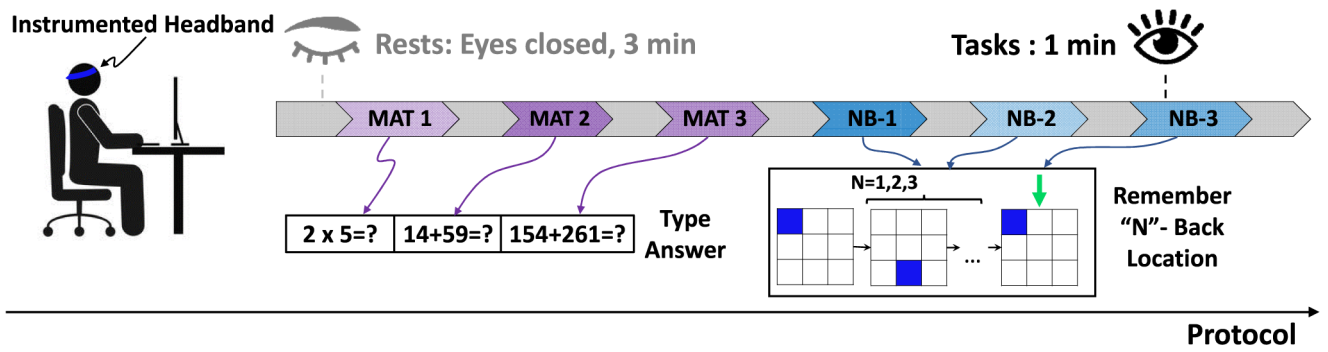 Instrumented Headband
Rests: Eyes closed, 3 min
Tasks : 1 min
MAT 1
MAT 2
MAT 3
NB-1
NB-2
NB-3
2 x 5=?
14+59=?
154+261=?
Type
Answer
N=1,2,3
...
Remember
“N”- Back
Location
Protocol